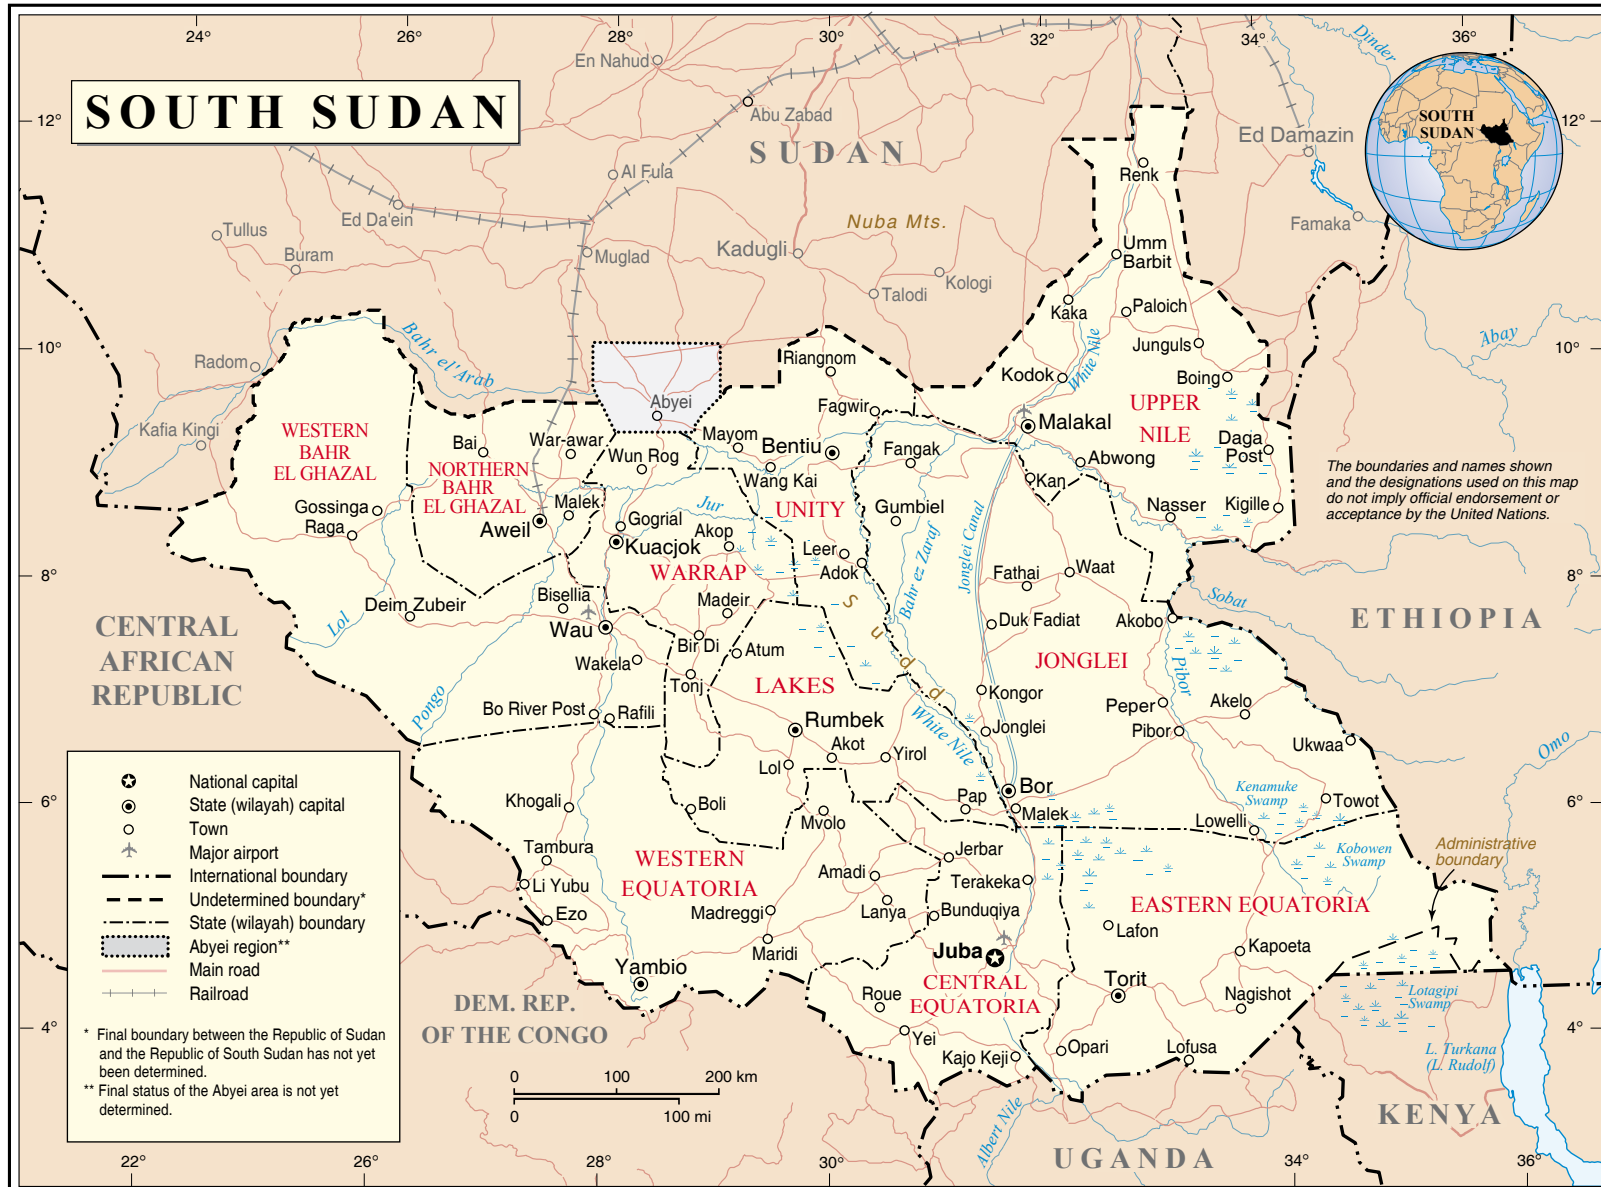 24°
26°
28°
30°
32°
34°
36°
SOUTH SUDAN
12°
12°
10°
10°
8°
8°
6°
6°
4°
4°
SOUTH
SUDAN
En Nahud
Abu Zabad
SUDAN
Dinder
Ed Damazin
Al Fula
Ed Da'ein
Tullus
Buram
Muglad
Kadugli
Nuba Mts.
Kologi
Talodi
Famaka
Renk
Umm
Barbit
Kaka
Paloich
Junguls
White Nile
Abay
Radom
Bahr el'Arab
Riangnom
Kodok
Boing
Abyei
Fagwir
UPPER
NILE
Malakal
Kafia Kingi
WESTERN
BAHR
EL GHAZAL
Bai
War-awar
Mayom
Bentiu
Fangak
Abwong
Daga
Post
NORTHERN
BAHR
EL GHAZAL
Wun Rog
Wang Kai
Kan
The boundaries and names shown
and the designations used on this map
do not imply official endorsement or
acceptance by the United Nations.
Gossinga
Raga
Malek
Aweil
Gogrial
Jur
UNITY
Gumbiel
Nasser
Kigille
Kuacjok
Akop
Leer
Adok
WARRAP
Bahr ez Zaraf
Jonglei Canal
Fathai
Waat
Sobat
ETHIOPIA
Deim Zubeir
Bisellia
Madeir
Sudd
Duk Fadiat
Akobo
Lol
Wau
Bir Di
Atum
JONGLEI
Pibor
CENTRAL
AFRICAN
REPUBLIC
Wakela
Tonj
LAKES
Kongor
Pongo
Bo River Post
Rafili
Rumbek
White Nile
Jonglei
Peper
Akelo
Pibor
Ukwaa
Omo
Akot
Yirol
Lol
Bor
Kenamuke
Swamp
Towot
Khogali
Boli
Mvolo
Pap
Malek
Lowelli
Kobowen
Swamp
Administrative
boundary
Tambura
WESTERN
EQUATORIA
Jerbar
Li Yubu
Amadi
Terakeka
Ezo
Madreggi
Lanya
Bunduqiya
EASTERN EQUATORIA
Lafon
Maridi
Juba
Kapoeta
Yambio
CENTRAL
EQUATORIA
Torit
Nagishot
Lotagipi
Swamp
DEM. REP.
OF THE CONGO
Roue
Yei
Kajo Keji
Opari
Lofusa
L. Turkana
(L. Rudolf)
Albert Nile
KENYA
UGANDA
National capital
State (wilayah) capital
Town
Major airport
International boundary
Undetermined boundary*
State (wilayah) boundary
Abyei region**
Main road
Railroad
* Final boundary between the Republic of Sudan
and the Republic of South Sudan has not yet
been determined.
** Final status of the Abyei area is not yet
determined.
0 100 200 km
0 100 mi
22°
26°
28°
30°
34°
36°